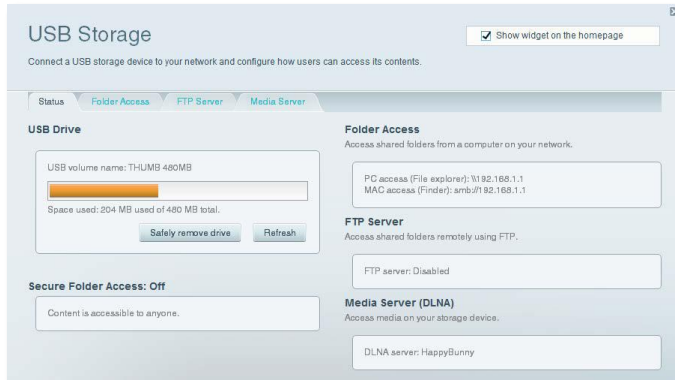 USB Storage
Show widget on the homepage
Connect a USB storage device to your network and configure how users can access its contents.
Status
Folder Access
FTP Server
Media Server
USB Drive
USB volume name: THUMB 480MB
Space used: 204 MB used of 480 MB total.
Safely remove drive
Refresh
Secure Folder Access: Off
Content is accessible to anyone.
Folder Access
Access shared folders from a computer on your network.
PC access (File explorer): \\192.168.1.1
MAC access (Finder): smb://192.168.1.1
FTP Server
Access shared folders remotely using FTP.
FTP server: Disabled
Media Server (DLNA)
Access media on your storage device.
DLNA server: HappyBunny